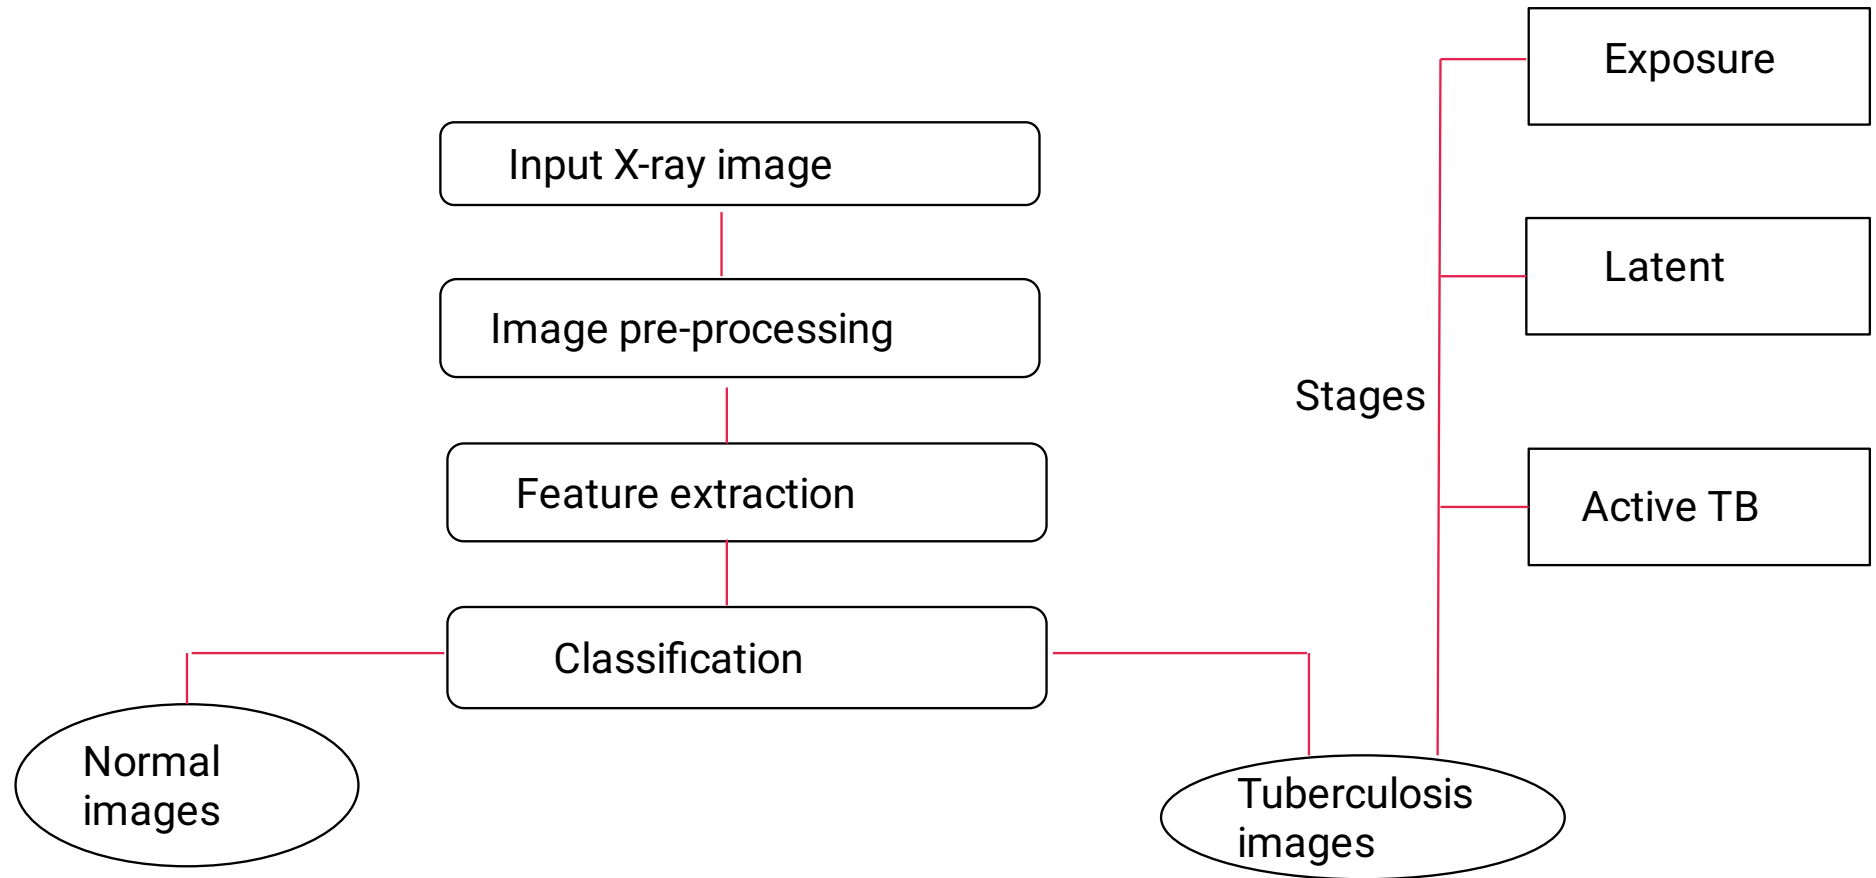 Input X-ray image
Image pre-processing
Feature extraction
Classification
Normal
images
Tuberculosis
images
Stages
Exposure
Latent
Active TB